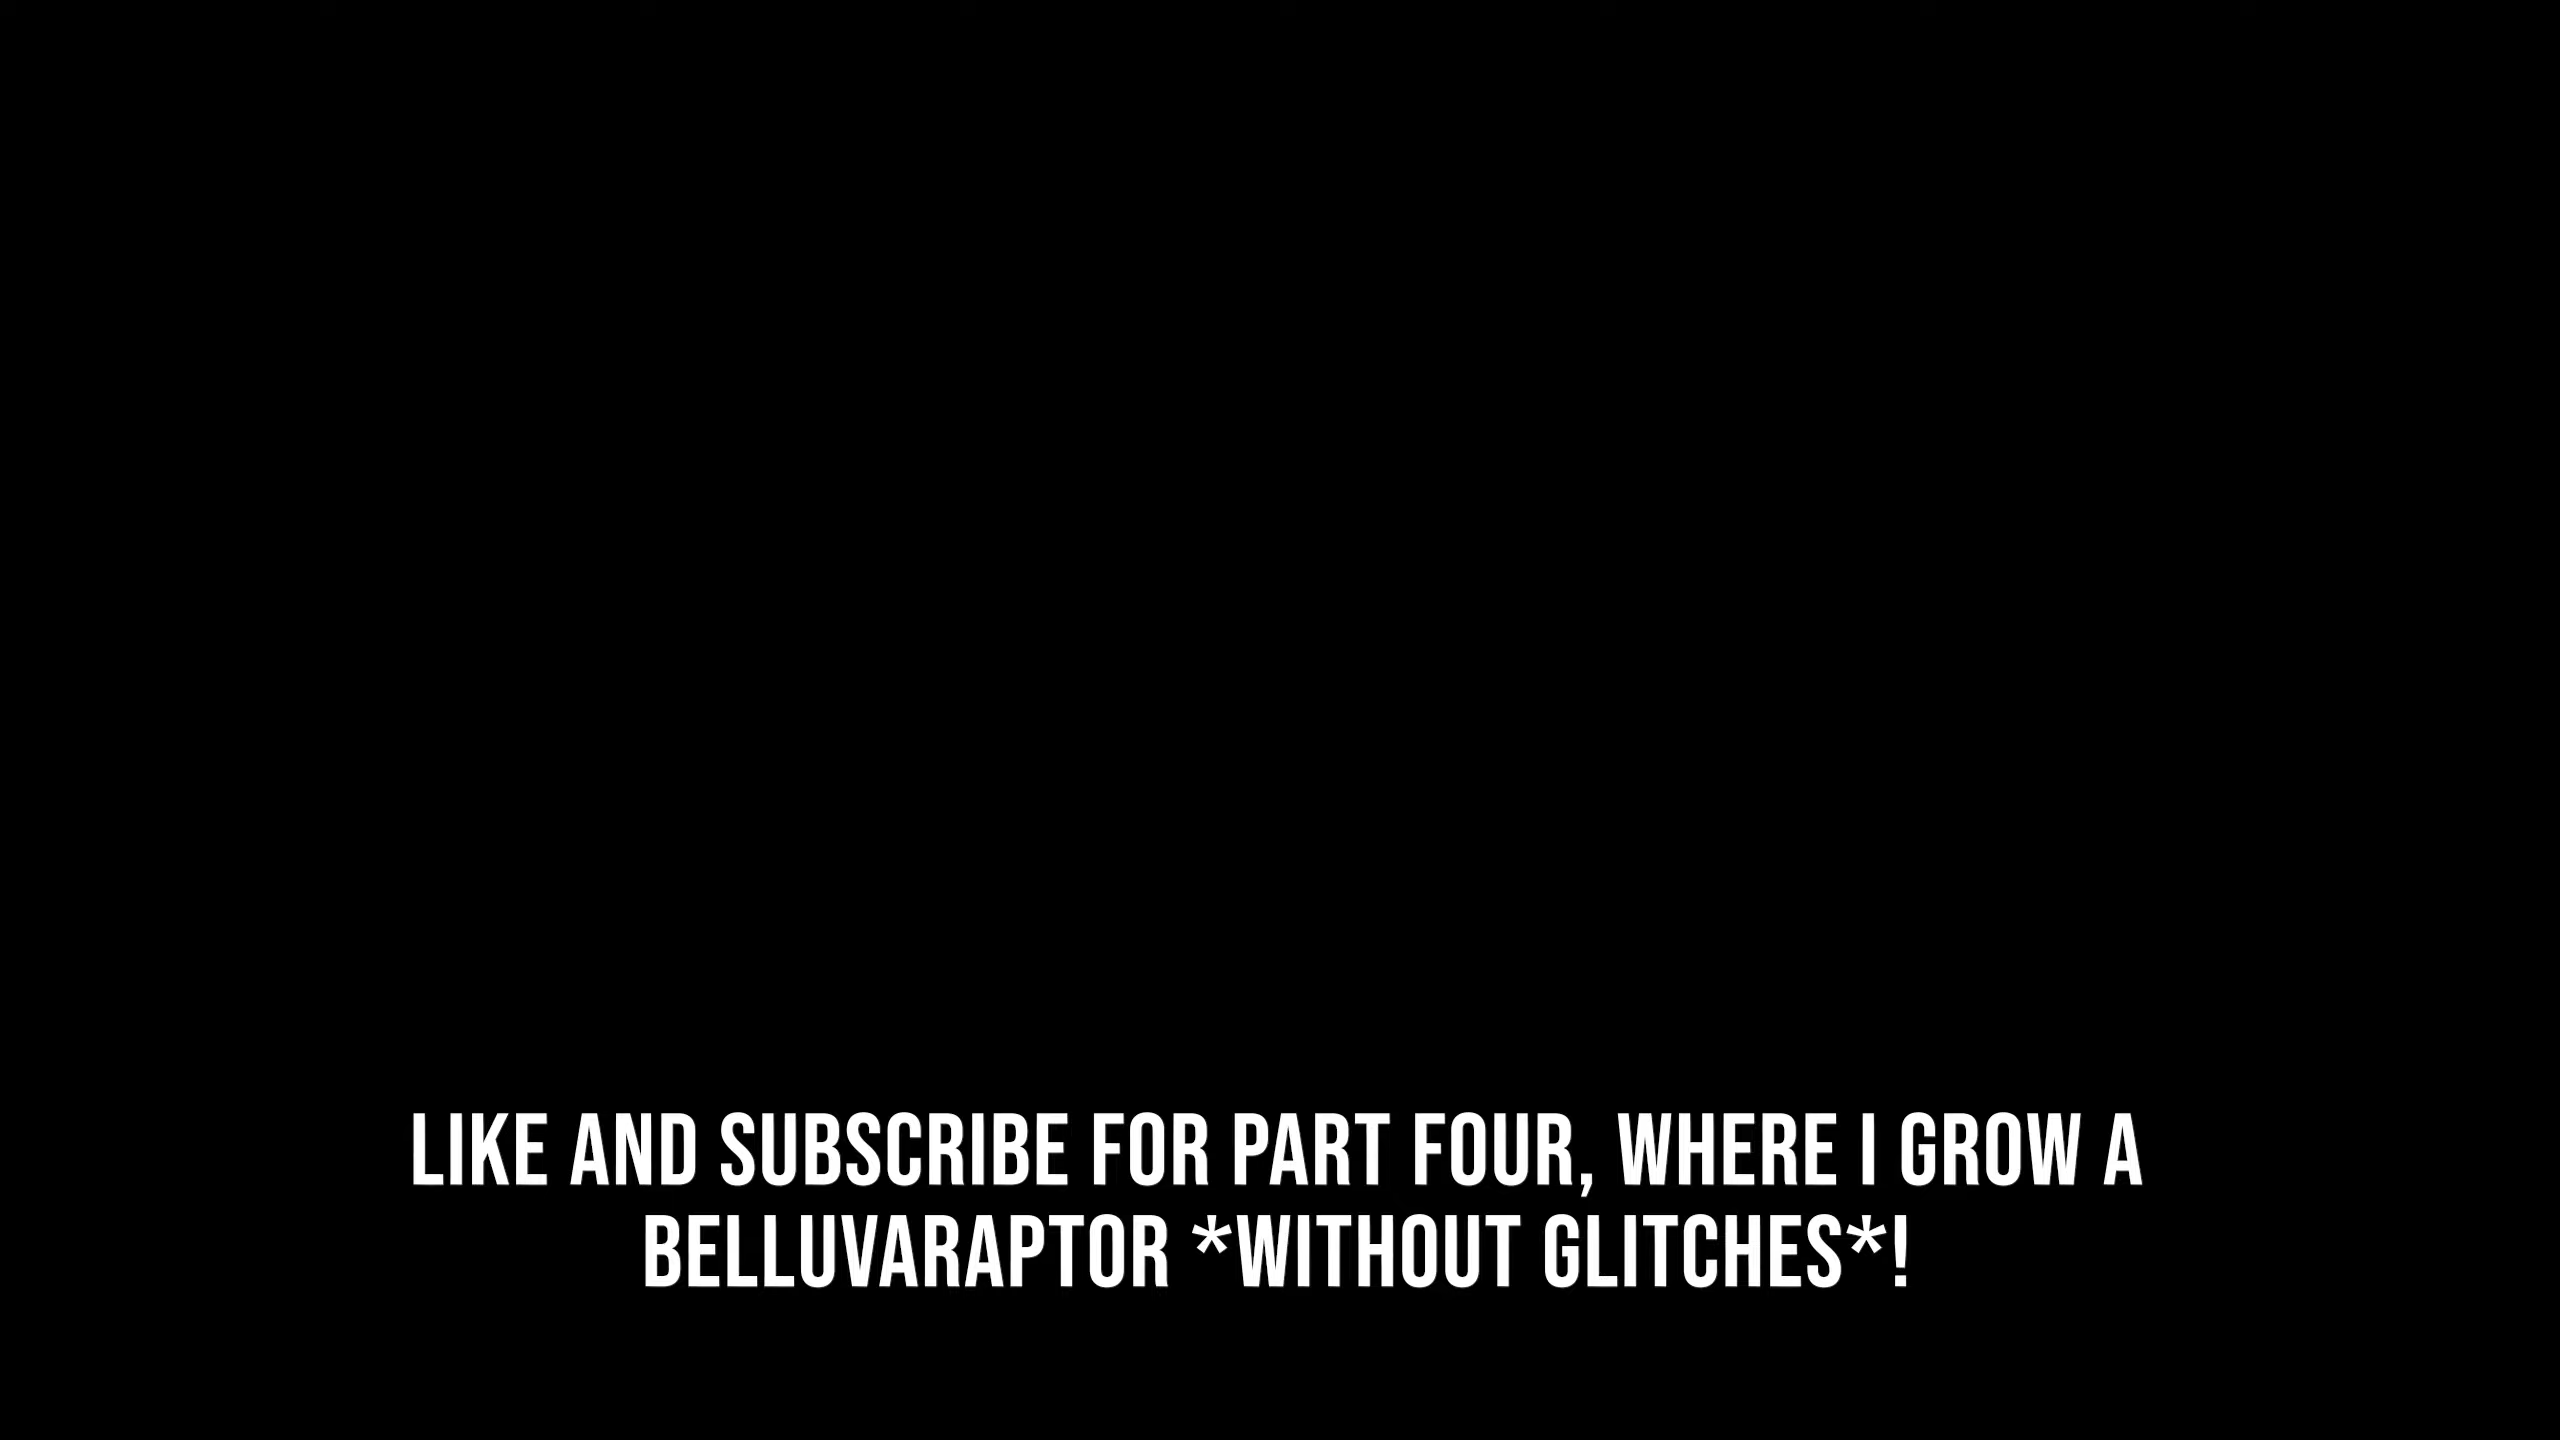 LIKE AND SUBSCRIBE FOR PART FOUR, WHERE I GROW A
BELLUVARAPTOR *WITHOUT GLITCHES*!